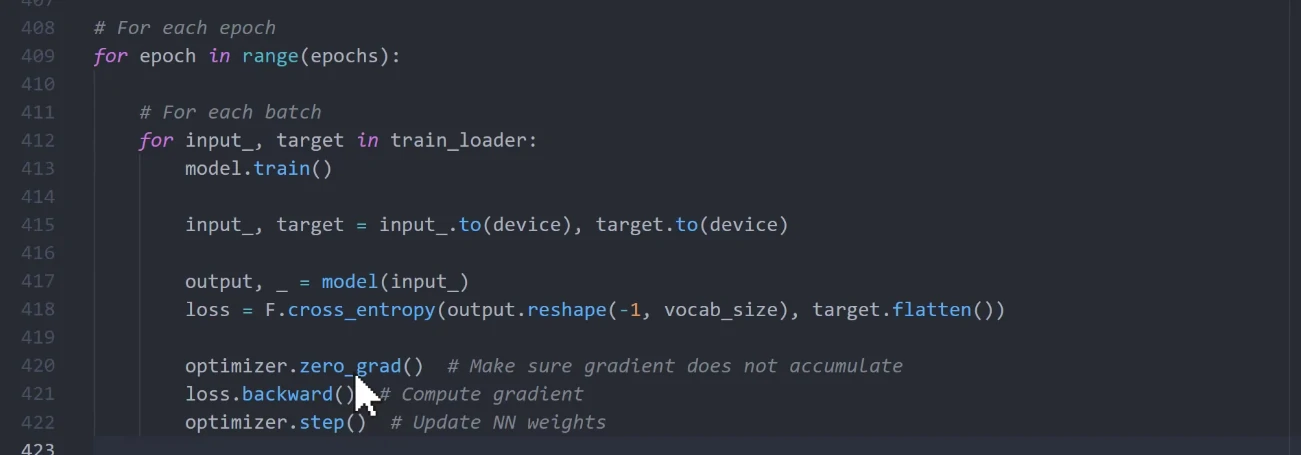 407
408 # For each epoch
409 for epoch in range(epochs):
410
411 # For each batch
412 for input_, target in train_loader:
413 model.train()
414
415 input_, target = input_.to(device), target.to(device)
416
417 output, _ = model(input_)
418 loss = F.cross_entropy(output.reshape(-1, vocab_size), target.flatten())
419
420 optimizer.zero_grad() # Make sure gradient does not accumulate
421 loss.backward() # Compute gradient
422 optimizer.step() # Update NN weights
423